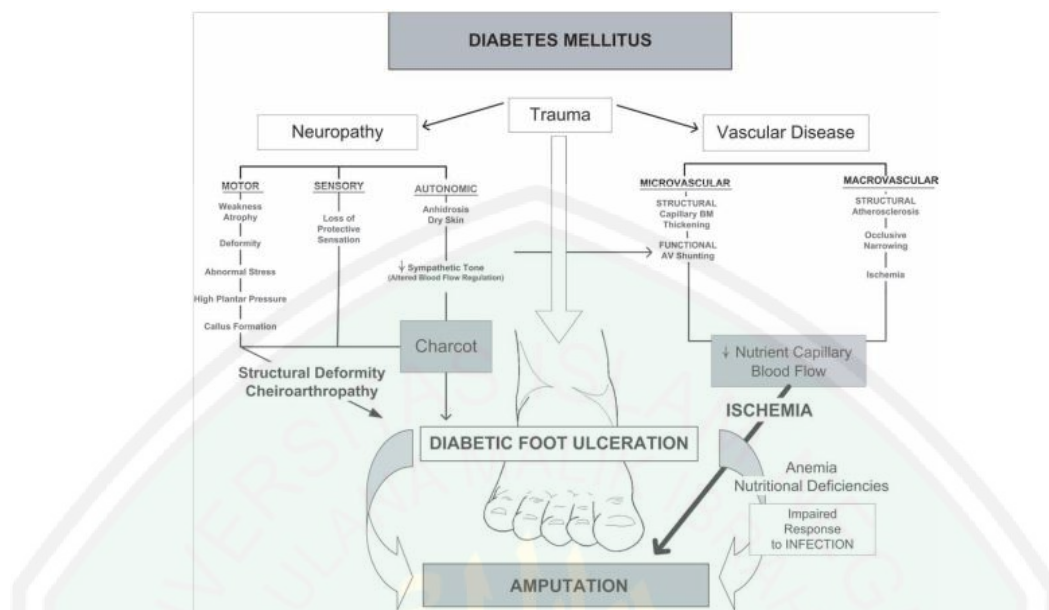 DIABETES MELLITUS
Trauma
Neuropathy
Vascular Disease
MOTOR
Weakness
Atrophy
Deformity
Abnormal Stress
High Plantar Pressure
Callus Formation
SENSORY
Loss of
Protective
Sensation
AUTONOMIC
Anhidrosis
Dry Skin
↓ Sympathetic Tone
(Altered Blood Flow Regulation)
MICROVASCULAR
STRUCTURAL
Capillary BM
Thickening
FUNCTIONAL
AV Shunting
MACROVASCULAR
STRUCTURAL
Atherosclerosis
Occlusive
Narrowing
Ischemia
Charcot
↓ Nutrient Capillary
Blood Flow
Structural Deformity
Cheiroarthropathy
ISCHEMIA
DIABETIC FOOT ULCERATION
Anemia
Nutritional Deficiencies
Impaired
Response
to INFECTION
AMPUTATION